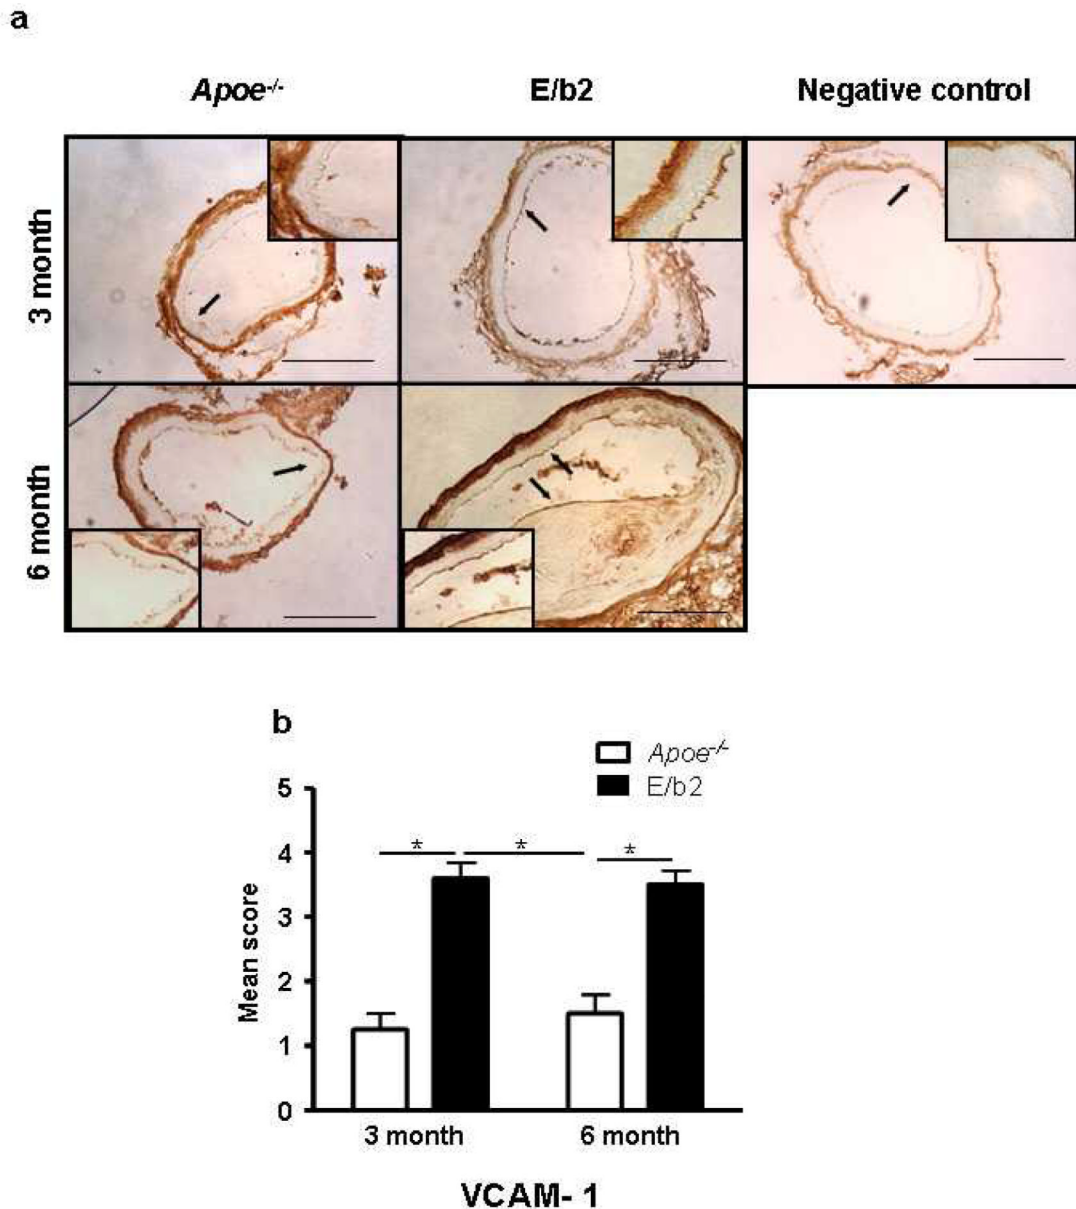 a
Apoe-/- E/b2 Negative control
3 month
6 month
b
Apoe-/-
E/b2
5
4
3
2
1
0
Mean score
* * *
3 month 6 month
VCAM- 1